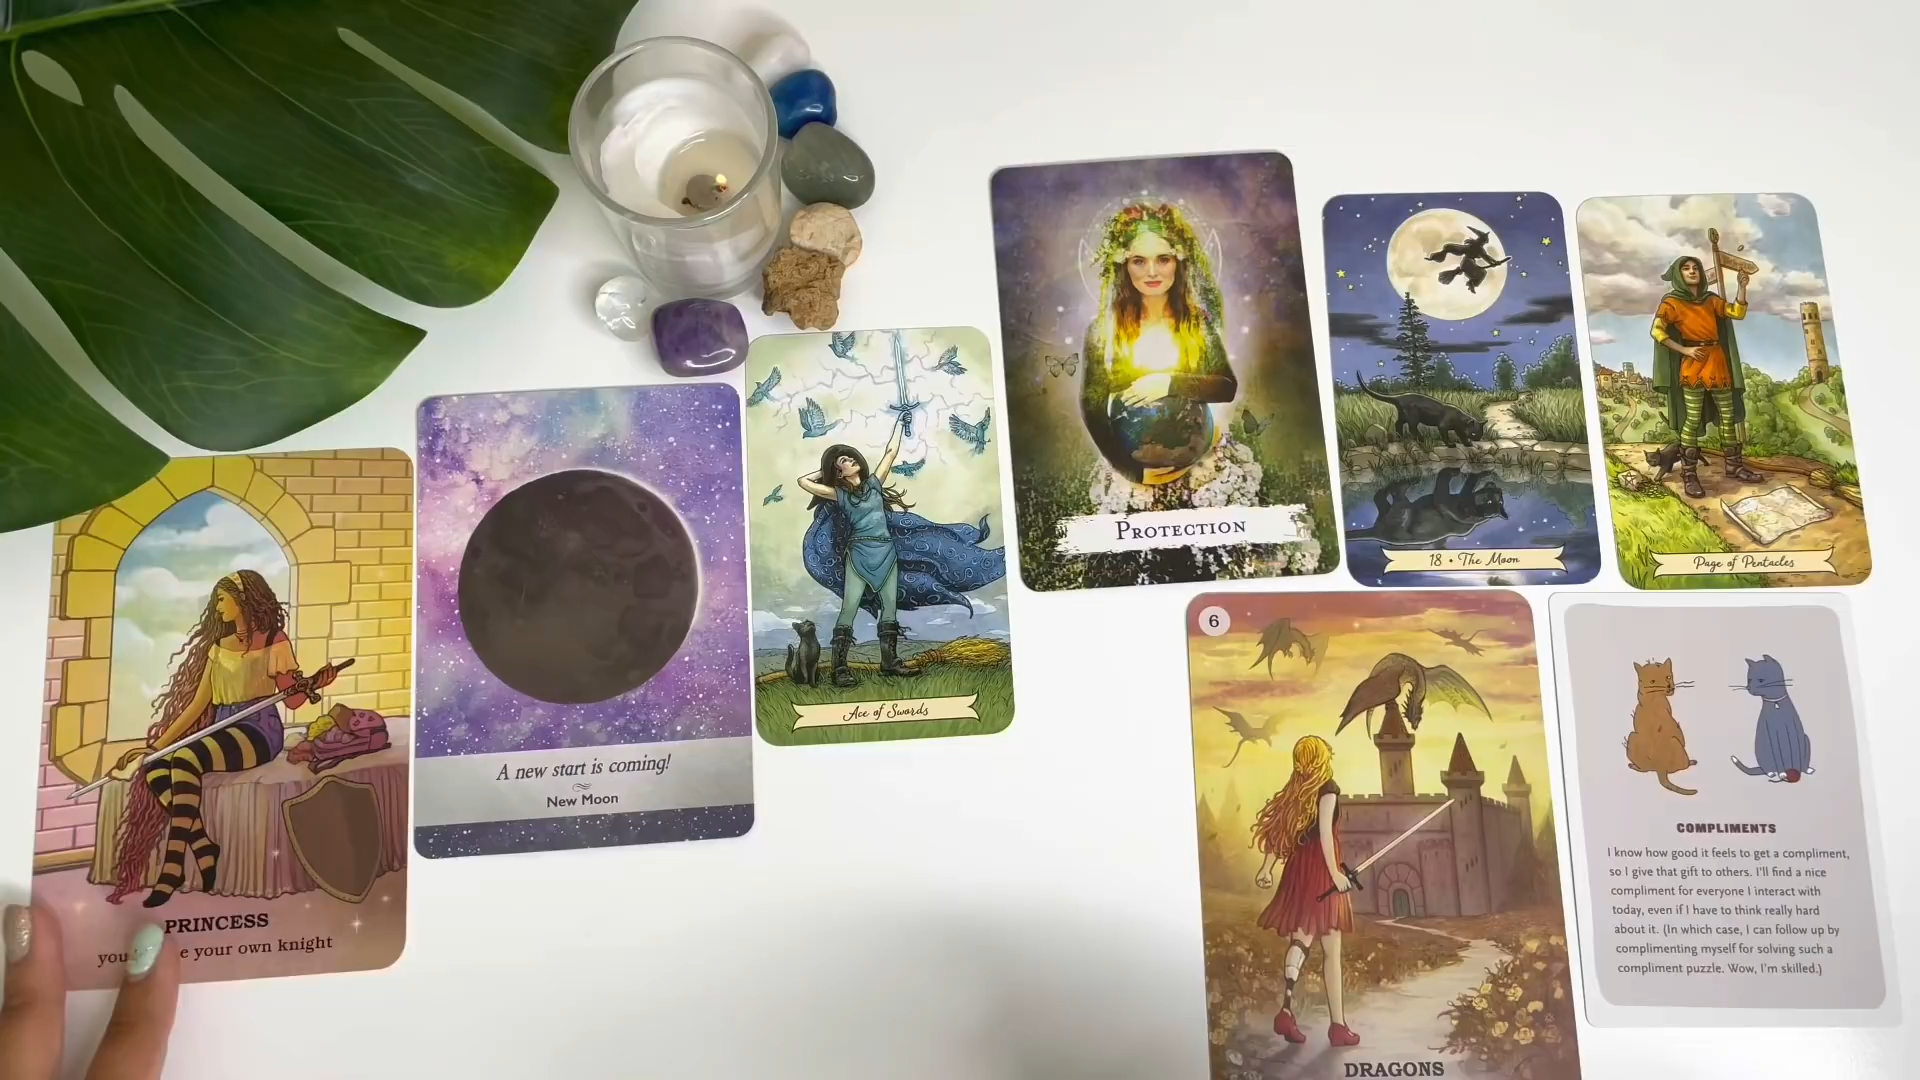 PRINCESS
your own knight
A new start is coming!
New Moon
Ace of Swords
PROTECTION
18 • The Moon
Page of Pentacles
6
DRAGONS
COMPLIMENTS
I know how good it feels to get a compliment,
so I give that gift to others. I'll find a nice
compliment for everyone I interact with
today, even if I have to think really hard
about it. (In which case, I can follow up by
complimenting myself for solving such a
compliment puzzle. Wow, I'm skilled.)